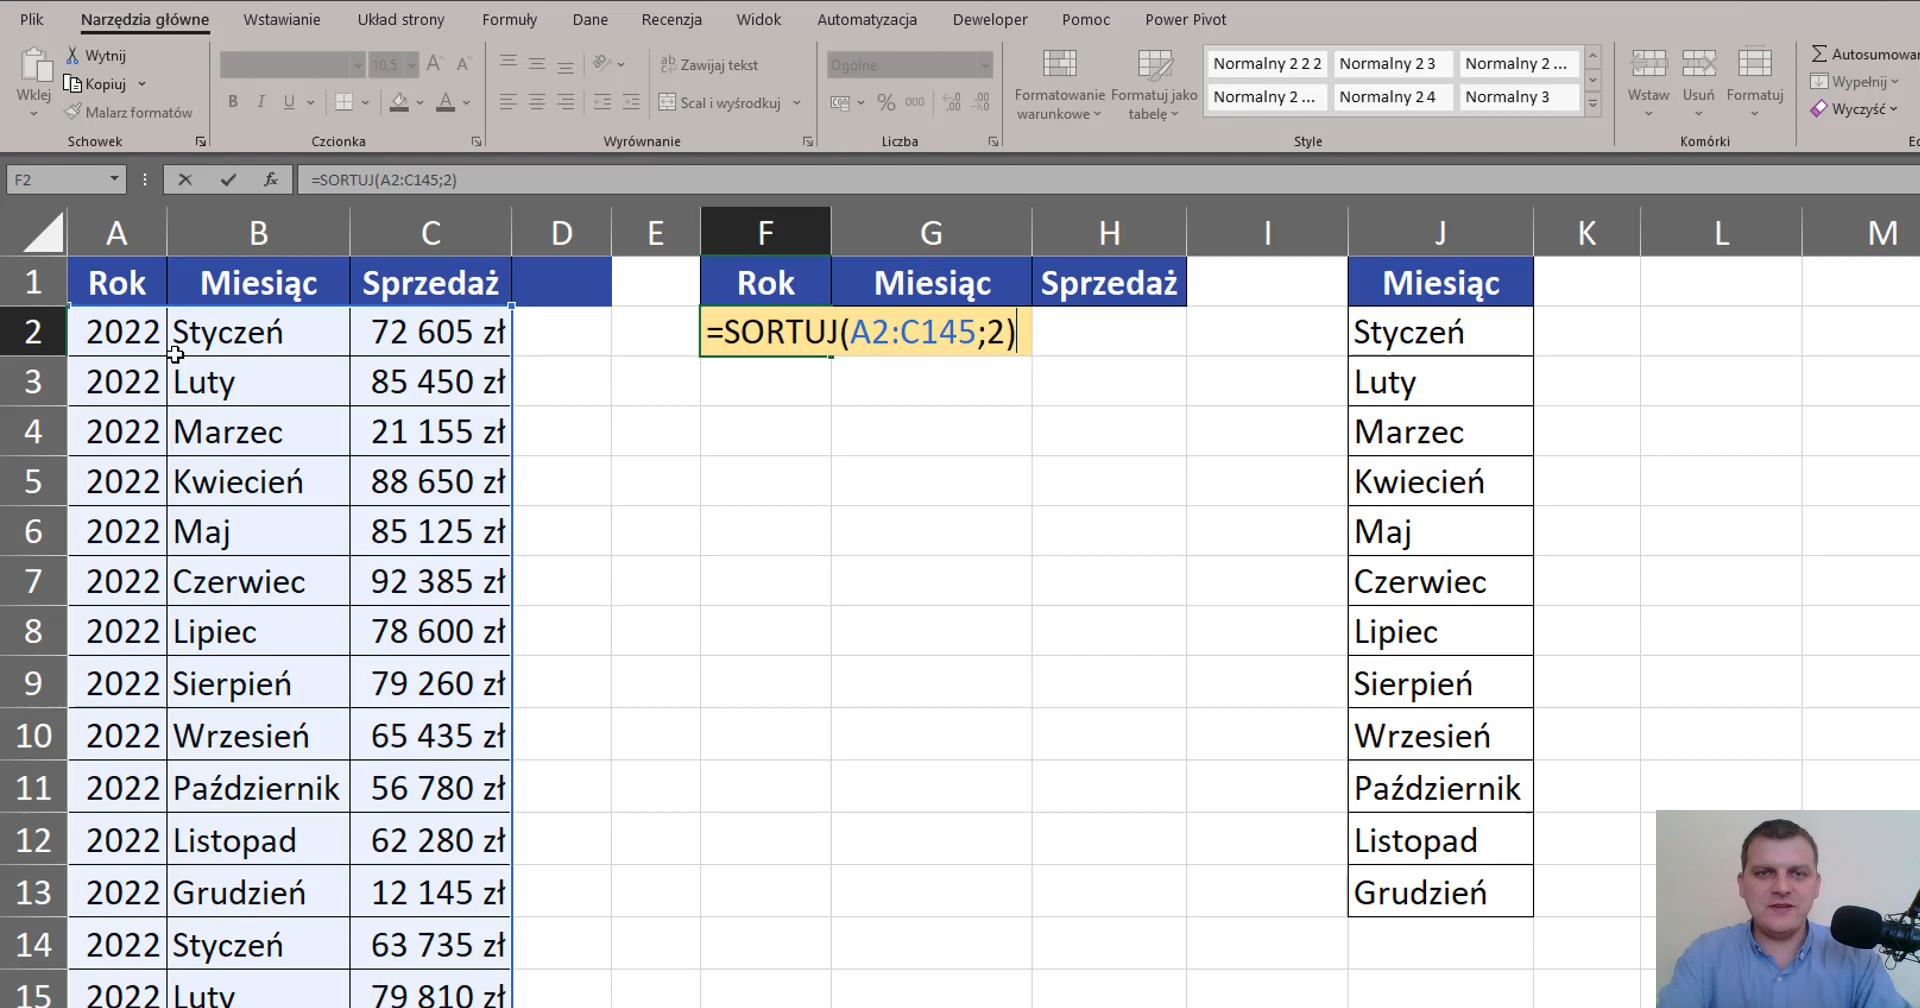 Plik Narzędzia główne Wstawianie Układ strony Formuły Dane Recenzja Widok Automatyzacja Deweloper Pomoc Power Pivot
Wklej
Wytnij
Kopiuj
Malarz formatów
Schowek
10,5
A A
B I U A
Czcionka
Zawijaj tekst
Scal i wyśrodkuj
Wyrównanie
Ogólne
% 000
Liczba
Formatowanie warunkowe
Formatuj jako tabelę
Normalny 2 2 2 Normalny 2 3 Normalny 2 ...
Normalny 2 ... Normalny 2 4 Normalny 3
Style
Wstaw Usuń Formatuj
Komórki
Autosumowan
Wypełnij
Wyczyść
Ec
F2 fx =SORTUJ(A2:C145;2)
A B C D E F G H I J K L M
1 Rok Miesiąc Sprzedaż Rok Miesiąc Sprzedaż Miesiąc
2 2022 Styczeń 72 605 zł =SORTUJ(A2:C145;2) Styczeń
3 2022 Luty 85 450 zł Luty
4 2022 Marzec 21 155 zł Marzec
5 2022 Kwiecień 88 650 zł Kwiecień
6 2022 Maj 85 125 zł Maj
7 2022 Czerwiec 92 385 zł Czerwiec
8 2022 Lipiec 78 600 zł Lipiec
9 2022 Sierpień 79 260 zł Sierpień
10 2022 Wrzesień 65 435 zł Wrzesień
11 2022 Październik 56 780 zł Październik
12 2022 Listopad 62 280 zł Listopad
13 2022 Grudzień 12 145 zł Grudzień
14 2022 Styczeń 63 735 zł
15 2022 Luty 79 810 zł